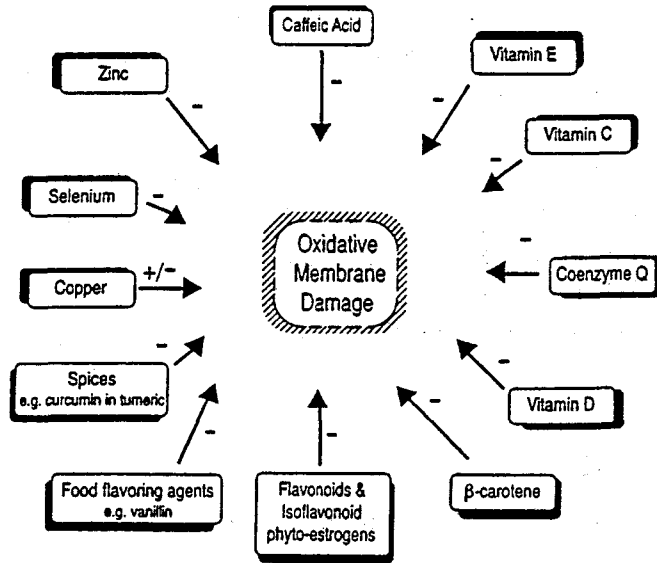 Caffeic Acid
-
Zinc
-
Vitamin E
-
Vitamin C
-
Selenium
-
Oxidative
Membrane
Damage
Copper
+/-
Coenzyme Q
-
Spices
e.g. curcumin in tumeric
-
Vitamin D
-
Food flavoring agents
e.g. vanillin
-
Flavonoids &
Isoflavonoid
phyto-estrogens
-
β-carotene
-